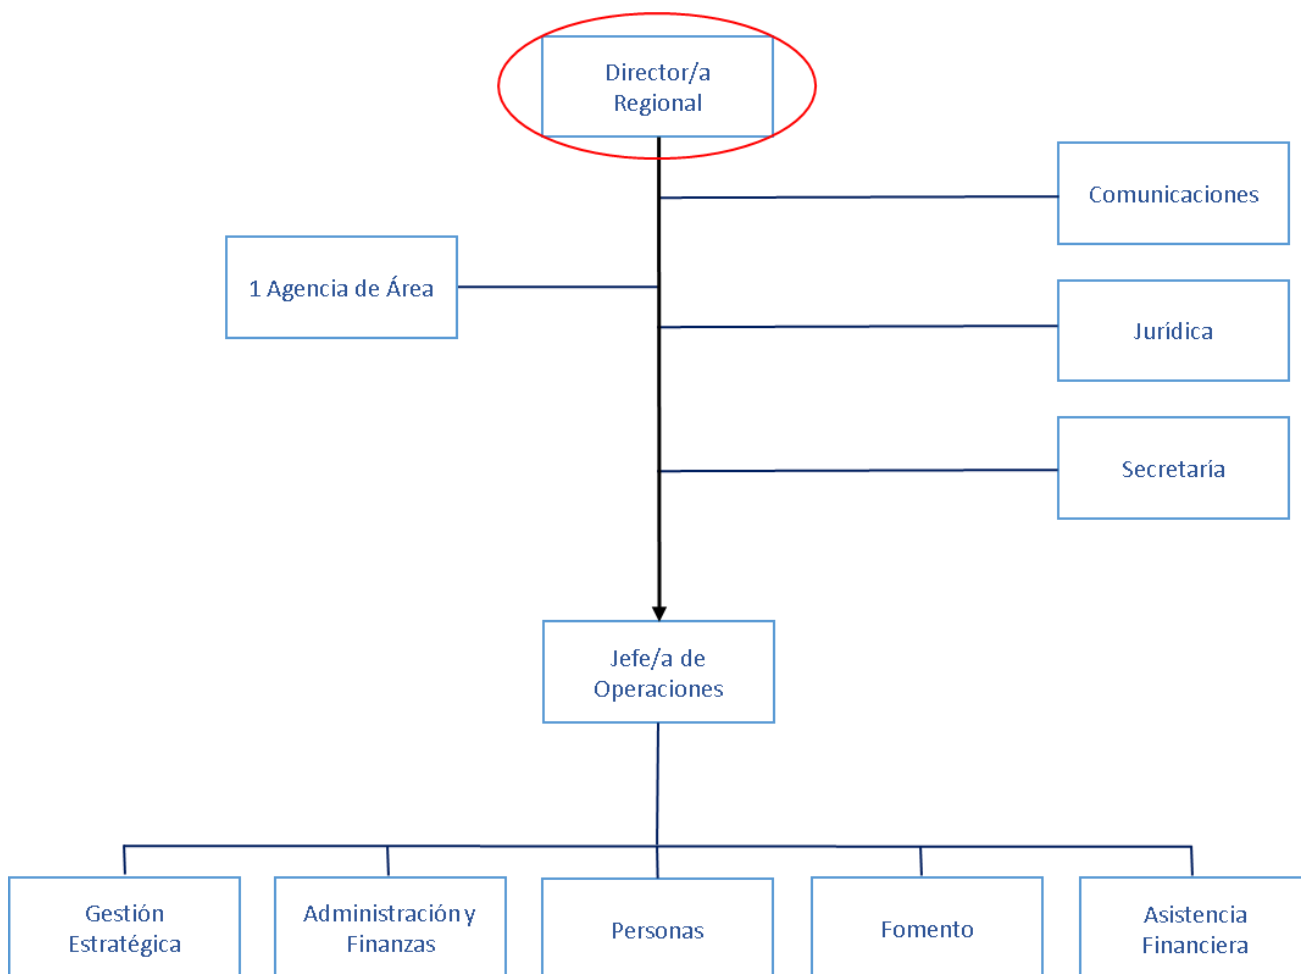 Director/a
Regional
Comunicaciones
1 Agencia de Área
Jurídica
Secretaría
Jefe/a de
Operaciones
Gestión
Estratégica
Administración y
Finanzas
Personas
Fomento
Asistencia
Financiera